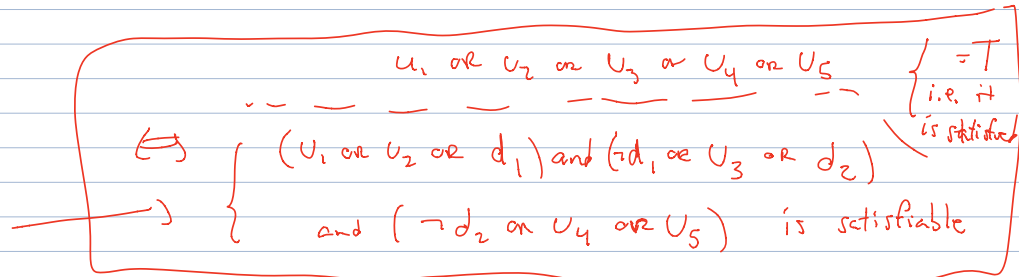 u₁ OR U₂ OR U₃ or U₄ OR U₅ { = T
i.e. it
is satisfied
⇔ { (U₁ OR U₂ OR d₁) and (¬d₁ OR U₃ OR d₂)
and (¬d₂ OR U₄ OR U₅) is satisfiable